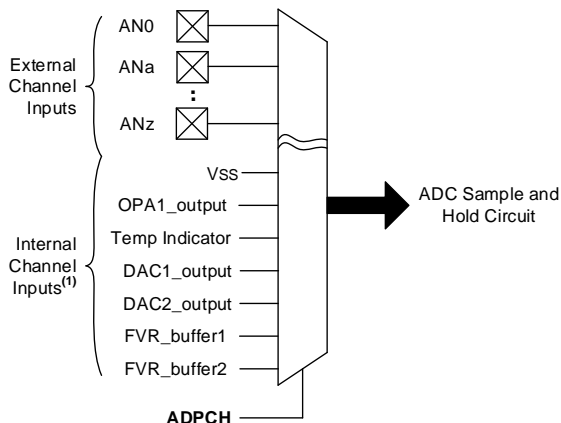 AN0
ANa
⋮
ANz
External
Channel
Inputs
VSS
OPA1_output
Temp Indicator
DAC1_output
DAC2_output
FVR_buffer1
FVR_buffer2
Internal
Channel
Inputs(1)
ADPCH
ADC Sample and
Hold Circuit